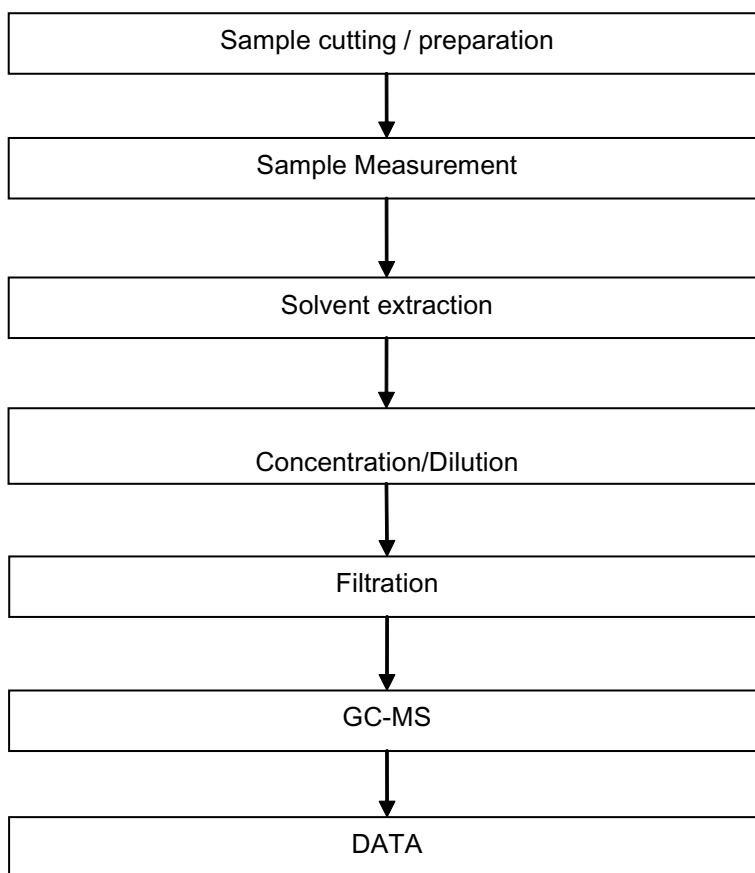 Sample cutting / preparation
Sample Measurement
Solvent extraction
Concentration/Dilution
Filtration
GC-MS
DATA